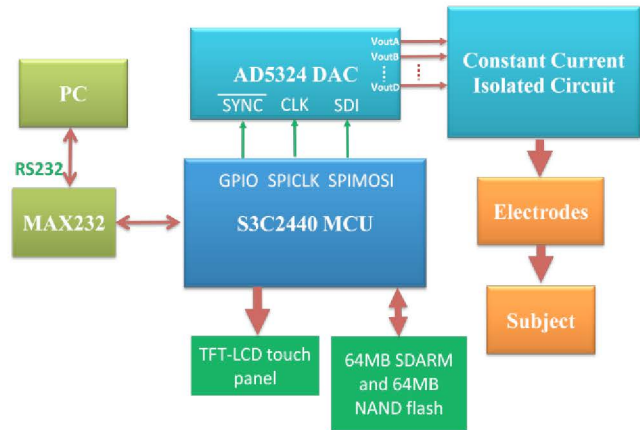 PC
RS232
MAX232
AD5324 DAC
SYNC CLK SDI
VoutA
VoutB
VoutD
Constant Current
Isolated Circuit
GPIO SPICLK SPIMOSI
S3C2440 MCU
Electrodes
Subject
TFT-LCD touch
panel
64MB SDARM
and 64MB
NAND flash